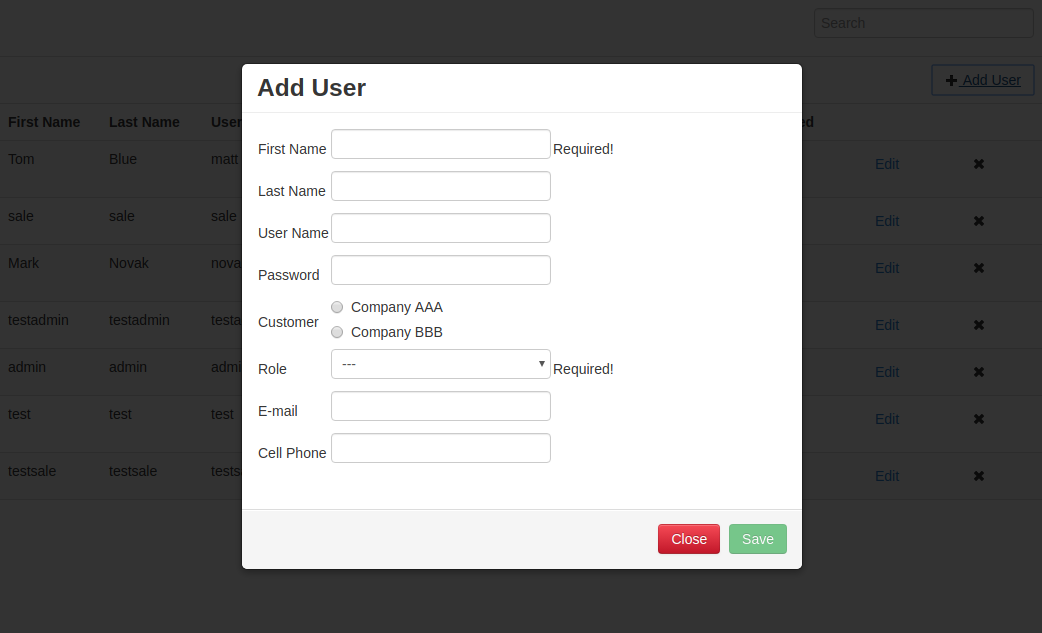 Search
Add User
Add User
First Name Last Name User ed
First Name Required!
Tom Blue matt Edit
Last Name
sale sale sale Edit
User Name
Mark Novak nova Edit
Password
Company AAA
testadmin testadmin testa Edit
Customer
Company BBB
admin admin admi Edit
Role --- Required!
test test test Edit
E-mail
Cell Phone
testsale testsale tests Edit
Close Save